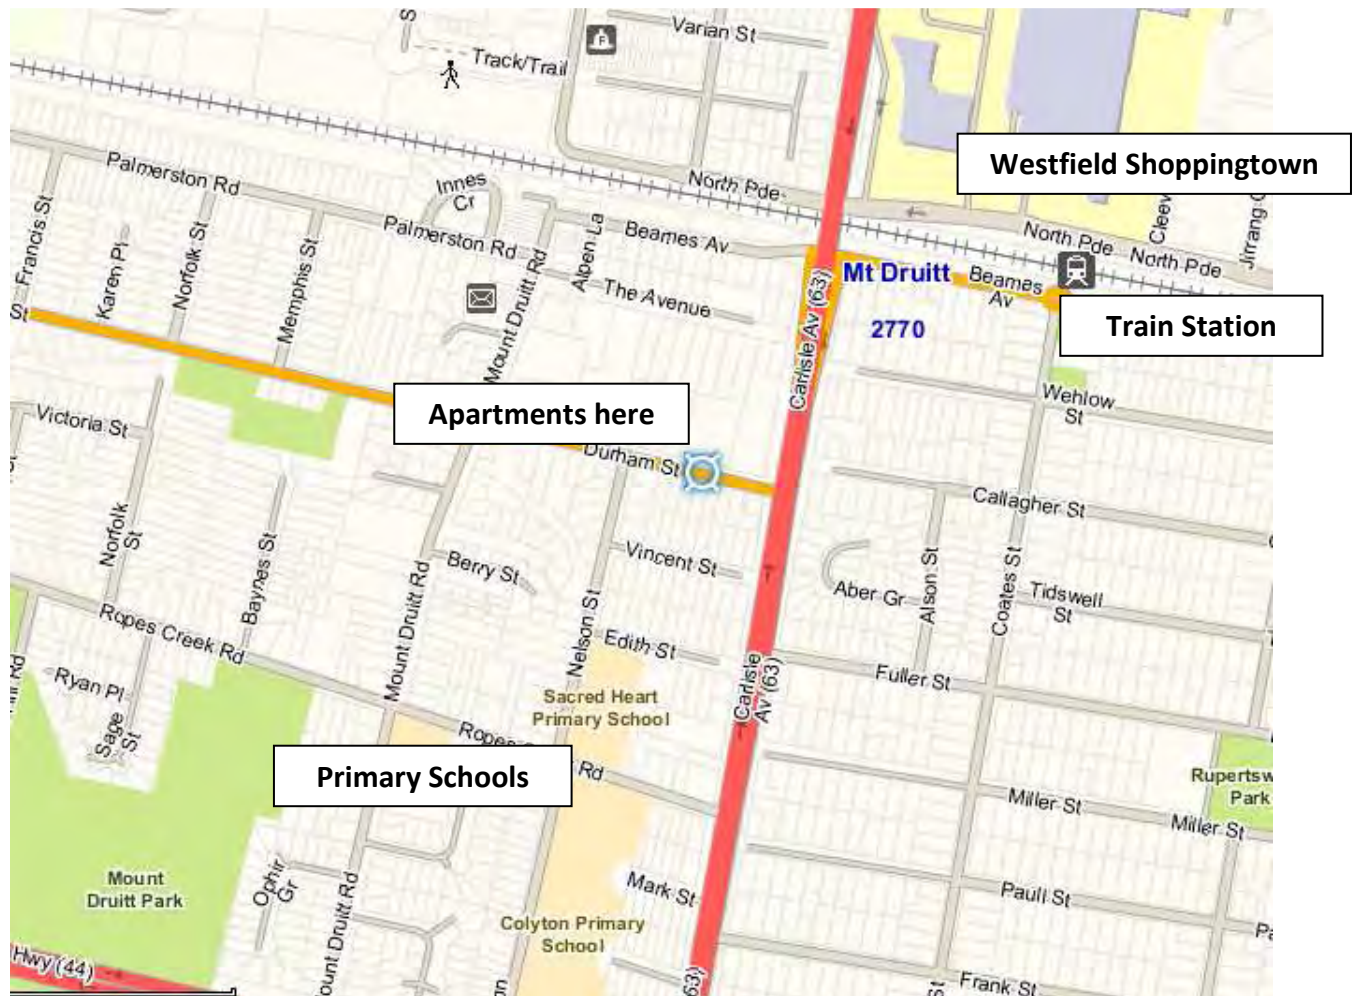 Varian St
Track/Trail
F
Westfield Shoppingtown
North Pde
Palmerston Rd
Innes
Cr
Francis St
Karen Pl
Norfolk St
Memphis St
Palmerston Rd
Mount Druitt Rd
Alpen La
Beames Av
The Avenue
Carlisle Av (63)
Mt Druitt
2770
Beames
Av
North Pde
North Pde
Train Station
St
Apartments here
Wehlow
St
Victoria St
Durham St
Callagher St
Norfolk
St
Baynes St
Mount Druitt Rd
Berry St
Vincent St
Nelson St
Aber Gr
Alson St
Coates St
Tidswell
St
Ropes Creek Rd
Edith St
Carlisle
Av (63)
Fuller St
Ryan Pl
Sage
St
Sacred Heart
Primary School
Primary Schools
Rd
Miller St
Miller St
Park
Mount
Druitt Park
Ophir
Gr
Mark St
Paull St
Colyton Primary
School
Hwy (44)
Frank St
St
63)